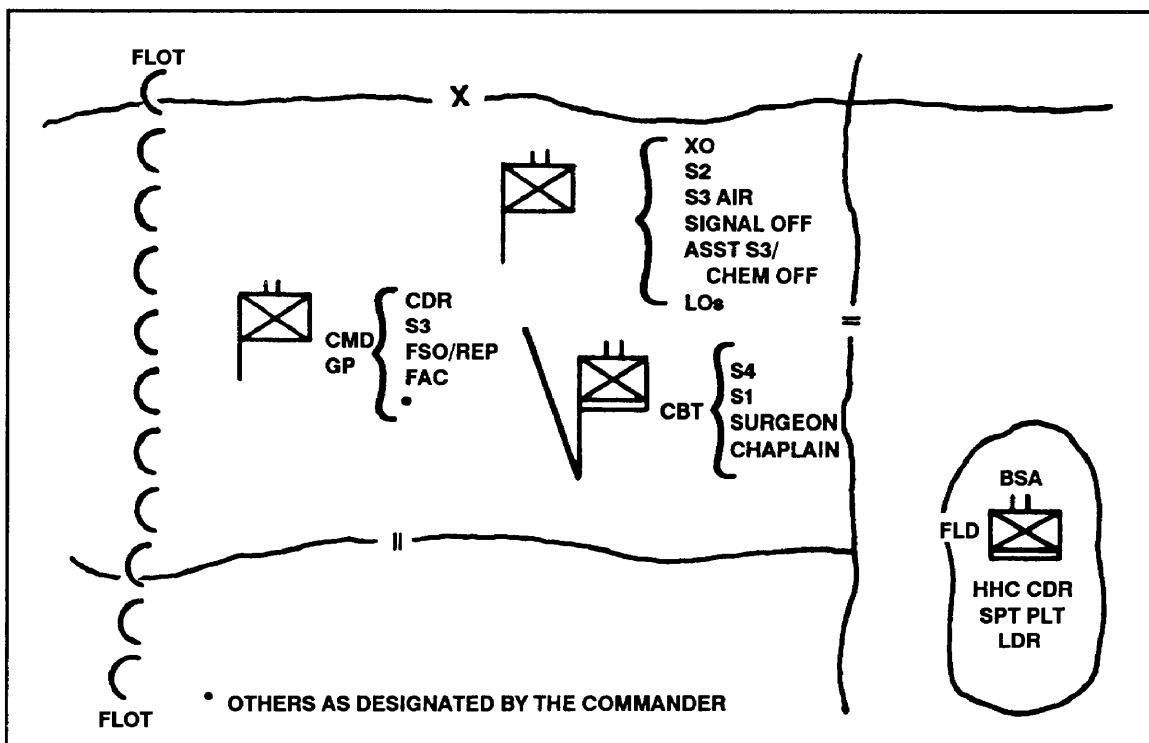 FLOT
X
XO
S2
S3 AIR
SIGNAL OFF
ASST S3/
CHEM OFF
LOs
CMD
GP
CDR
S3
FSO/REP
FAC
•
CBT
S4
S1
SURGEON
CHAPLAIN
BSA
FLD
HHC CDR
SPT PLT
LDR
II
FLOT
• OTHERS AS DESIGNATED BY THE COMMANDER